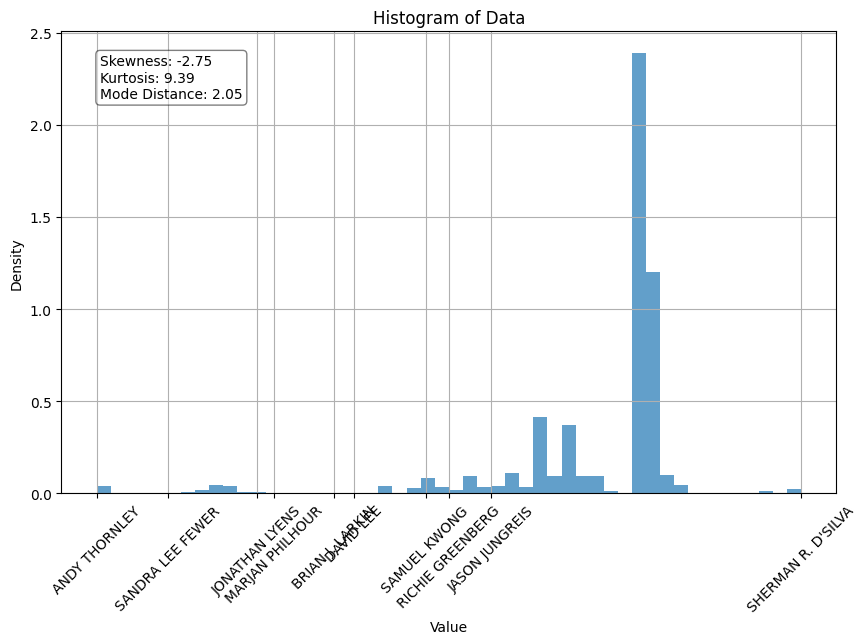 Histogram of Data
2.5
2.0
1.5
1.0
0.5
0.0
Density
Skewness: -2.75
Kurtosis: 9.39
Mode Distance: 2.05
ANDY THORNLEY
SANDRA LEE FEWER
JONATHAN LYENS
MARJAN PHILHOUR
BRIAN J. LARKIN
DAVID LEE
SAMUEL KWONG
RICHIE GREENBERG
JASON JUNGREIS
SHERMAN R. D'SILVA
Value